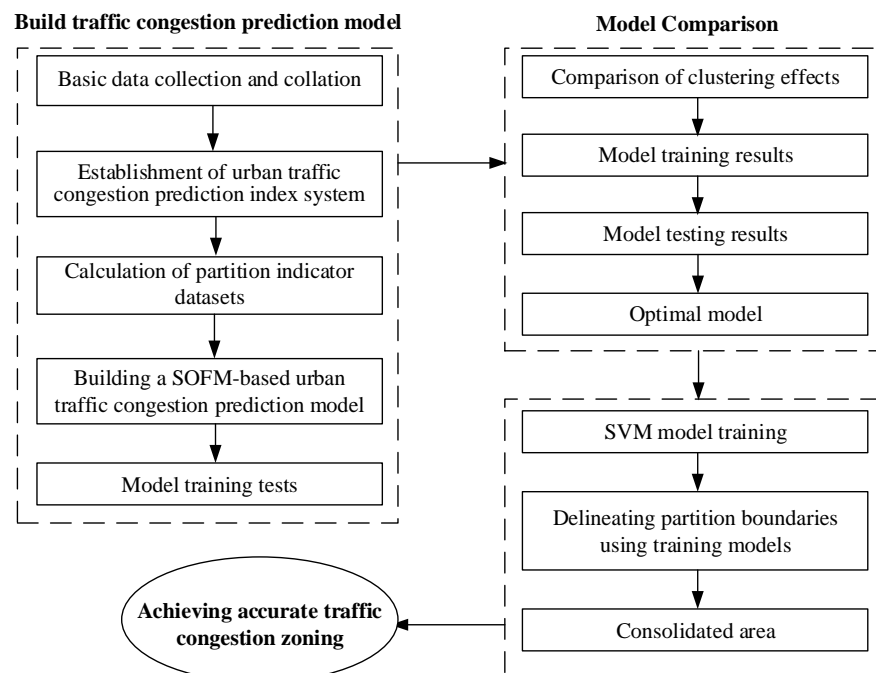 Build traffic congestion prediction model
Basic data collection and collation
Establishment of urban traffic
congestion prediction index system
Calculation of partition indicator
datasets
Building a SOFM-based urban
traffic congestion prediction model
Model training tests
Model Comparison
Comparison of clustering effects
Model training results
Model testing results
Optimal model
SVM model training
Delineating partition boundaries
using training models
Consolidated area
Achieving accurate traffic
congestion zoning